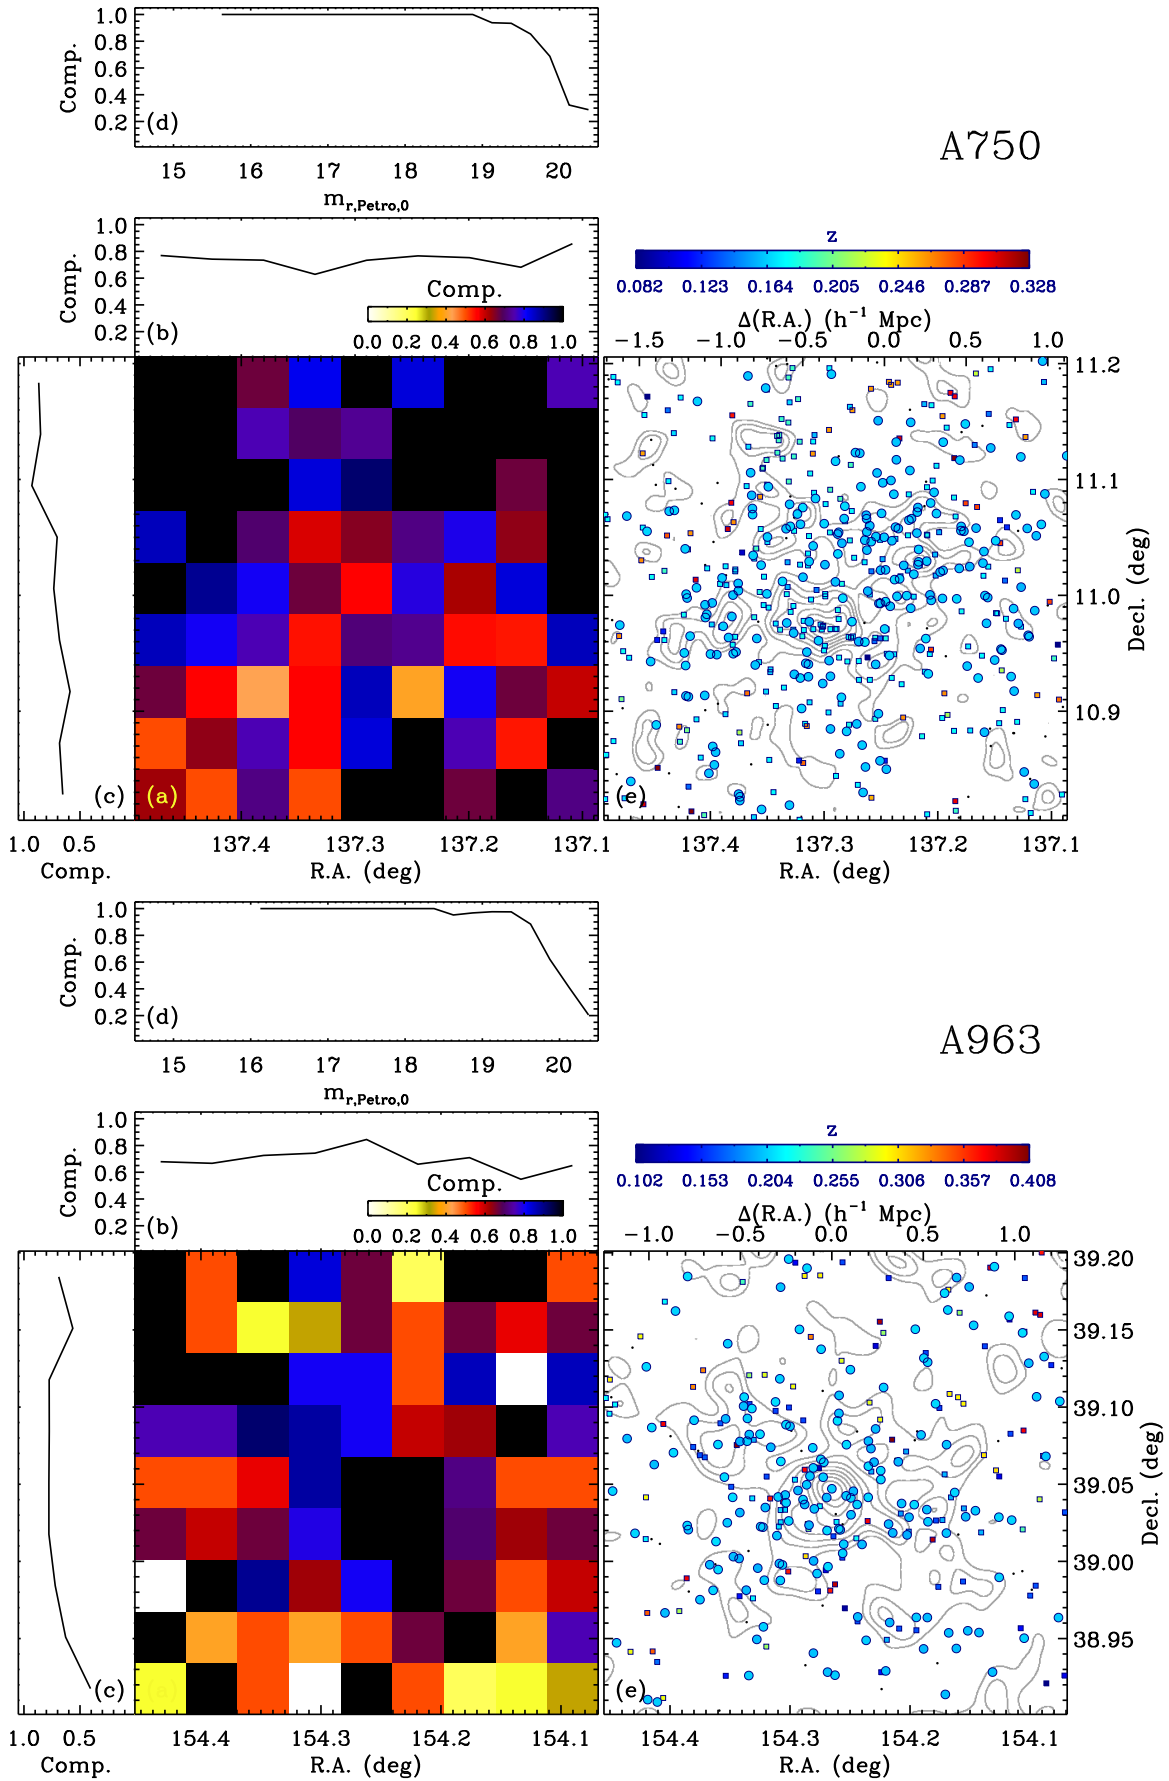 1.0
0.8
0.6
0.4
0.2
Comp.
(d)
15 16 17 18 19 20
m_r,Petro,0
A750
1.0
0.8
0.6
0.4
0.2
Comp.
(b)
Comp.
0.0 0.2 0.4 0.6 0.8 1.0
z
0.082 0.123 0.164 0.205 0.246 0.287 0.328
Δ(R.A.) (h⁻¹ Mpc)
−1.5 −1.0 −0.5 0.0 0.5 1.0
11.2
11.1
11.0
10.9
Decl. (deg)
(c) (a) (e)
1.0 0.5
Comp.
137.4 137.3 137.2 137.1
R.A. (deg)
137.4 137.3 137.2 137.1
R.A. (deg)
1.0
0.8
0.6
0.4
0.2
Comp.
(d)
15 16 17 18 19 20
m_r,Petro,0
A963
1.0
0.8
0.6
0.4
0.2
Comp.
(b)
Comp.
0.0 0.2 0.4 0.6 0.8 1.0
z
0.102 0.153 0.204 0.255 0.306 0.357 0.408
Δ(R.A.) (h⁻¹ Mpc)
−1.0 −0.5 0.0 0.5 1.0
39.20
39.15
39.10
39.05
39.00
38.95
Decl. (deg)
(c) (a) (e)
1.0 0.5
Comp.
154.4 154.3 154.2 154.1
R.A. (deg)
154.4 154.3 154.2 154.1
R.A. (deg)